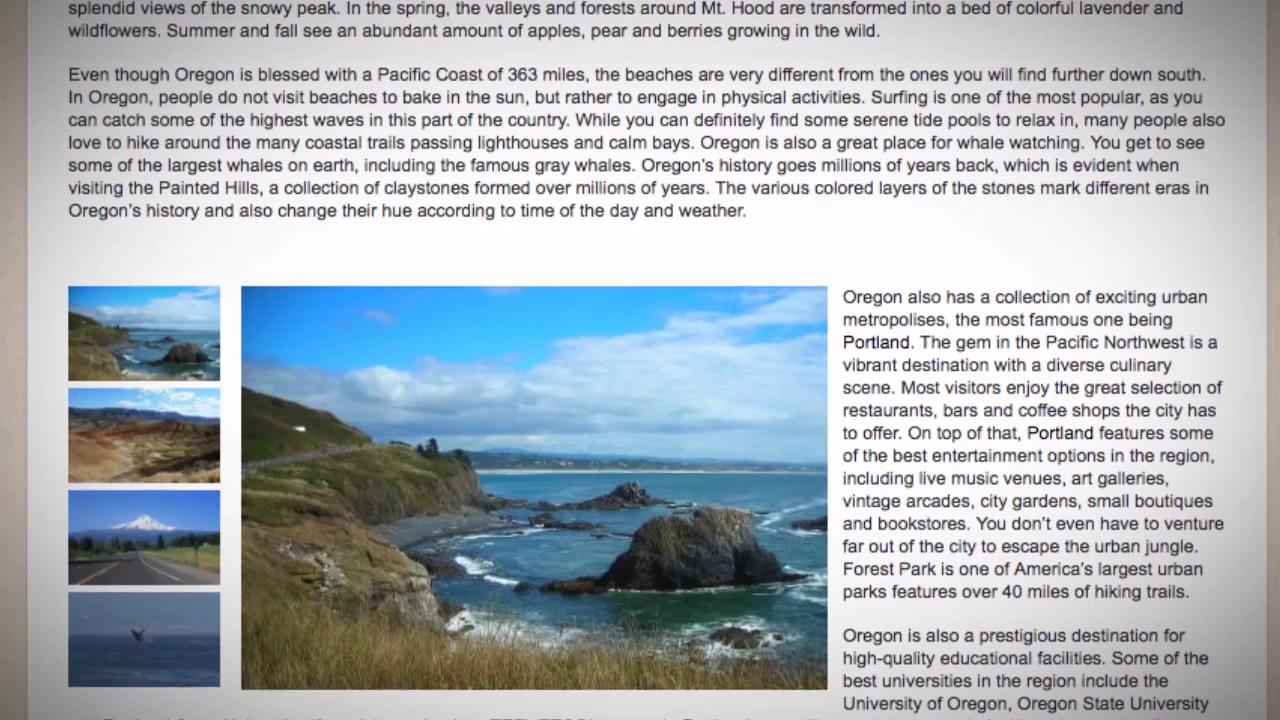 splendid views of the snowy peak. In the spring, the valleys and forests around Mt. Hood are transformed into a bed of colorful lavender and
wildflowers. Summer and fall see an abundant amount of apples, pear and berries growing in the wild.
Even though Oregon is blessed with a Pacific Coast of 363 miles, the beaches are very different from the ones you will find further down south.
In Oregon, people do not visit beaches to bake in the sun, but rather to engage in physical activities. Surfing is one of the most popular, as you
can catch some of the highest waves in this part of the country. While you can definitely find some serene tide pools to relax in, many people also
love to hike around the many coastal trails passing lighthouses and calm bays. Oregon is also a great place for whale watching. You get to see
some of the largest whales on earth, including the famous gray whales. Oregon's history goes millions of years back, which is evident when
visiting the Painted Hills, a collection of claystones formed over millions of years. The various colored layers of the stones mark different eras in
Oregon's history and also change their hue according to time of the day and weather.
Oregon also has a collection of exciting urban
metropolises, the most famous one being
Portland. The gem in the Pacific Northwest is a
vibrant destination with a diverse culinary
scene. Most visitors enjoy the great selection of
restaurants, bars and coffee shops the city has
to offer. On top of that, Portland features some
of the best entertainment options in the region,
including live music venues, art galleries,
vintage arcades, city gardens, small boutiques
and bookstores. You don't even have to venture
far out of the city to escape the urban jungle.
Forest Park is one of America's largest urban
parks features over 40 miles of hiking trails.
Oregon is also a prestigious destination for
high-quality educational facilities. Some of the
best universities in the region include the
University of Oregon, Oregon State University